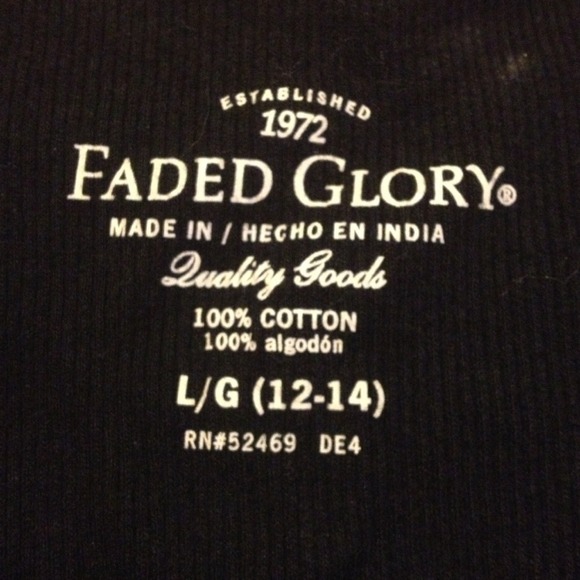 ESTABLISHED
1972
FADED GLORY®
MADE IN / HECHO EN INDIA
Quality Goods
100% COTTON
100% algodón
L/G (12-14)
RN#52469 DE4